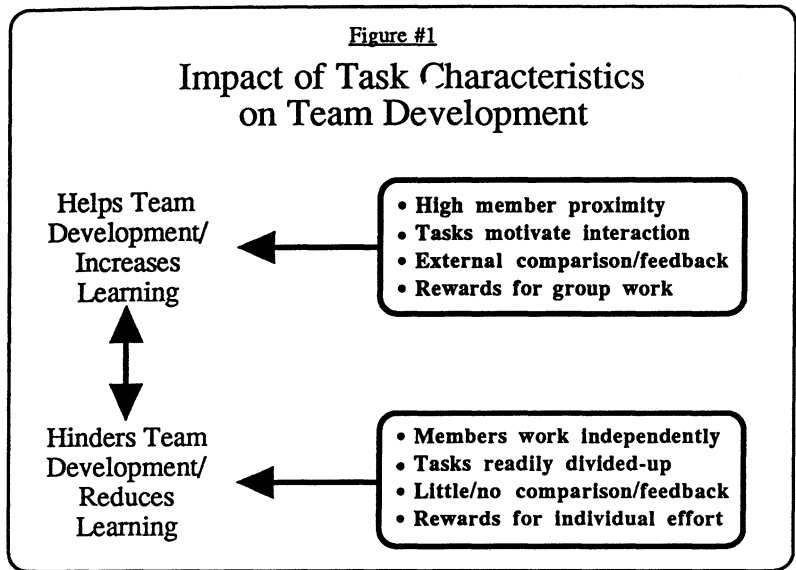 Figure #1
Impact of Task Characteristics
on Team Development
Helps Team
Development/
Increases
Learning
• High member proximity
• Tasks motivate interaction
• External comparison/feedback
• Rewards for group work
Hinders Team
Development/
Reduces
Learning
• Members work independently
• Tasks readily divided-up
• Little/no comparison/feedback
• Rewards for individual effort